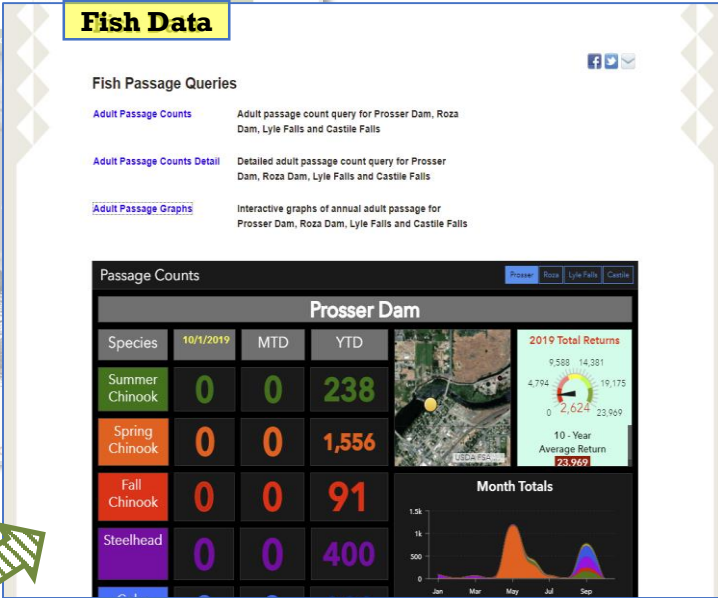 Fish Data
Fish Passage Queries
Adult Passage Counts
Adult passage count query for Prosser Dam, Roza
Dam, Lyle Falls and Castile Falls
Adult Passage Counts Detail
Detailed adult passage count query for Prosser
Dam, Roza Dam, Lyle Falls and Castile Falls
Adult Passage Graphs
Interactive graphs of annual adult passage for
Prosser Dam, Roza Dam, Lyle Falls and Castile Falls
Passage Counts
Prosser Roza Lyle Falls Castile
Prosser Dam
Species 10/1/2019 MTD YTD
Summer
Chinook
0 0 238
Spring
Chinook
0 0 1,556
Fall
Chinook
0 0 91
Steelhead
0 0 400
USDA FSA
2019 Total Returns
9,588 14,381
4,794 19,175
0 2,624 23,969
10 - Year
Average Return
23,969
Month Totals
1.5k
1k
500
0
Jan Mar May Jul Sep